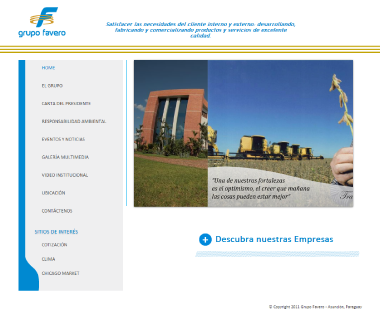 grupo favero
Satisfacer las necesidades del cliente interno y externo: desarrollando,
fabricando y comercializando productos y servicios de excelente
calidad.
HOME
EL GRUPO
CARTA DEL PRESIDENTE
RESPONSABILIDAD AMBIENTAL
EVENTOS Y NOTICIAS
GALERÍA MULTIMEDIA
VIDEO INSTITUCIONAL
UBICACIÓN
CONTÁCTENOS
SITIOS DE INTERÉS
COTIZACIÓN
CLIMA
CHICAGO MARKET
"Una de nuestras fortalezas
es el optimismo, el creer que mañana
las cosas pueden estar mejor"
Descubra nuestras Empresas
© Copyright 2011 Grupo Favero - Asunción, Paraguay